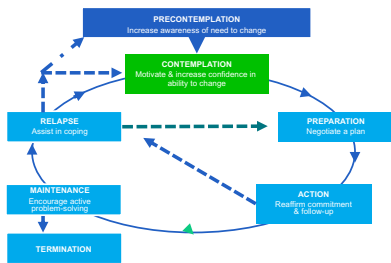 PRECONTEMPLATION
Increase awareness of need to change
CONTEMPLATION
Motivate & increase confidence in
ability to change
RELAPSE
Assist in coping
PREPARATION
Negotiate a plan
MAINTENANCE
Encourage active
problem-solving
ACTION
Reaffirm commitment
& follow-up
TERMINATION